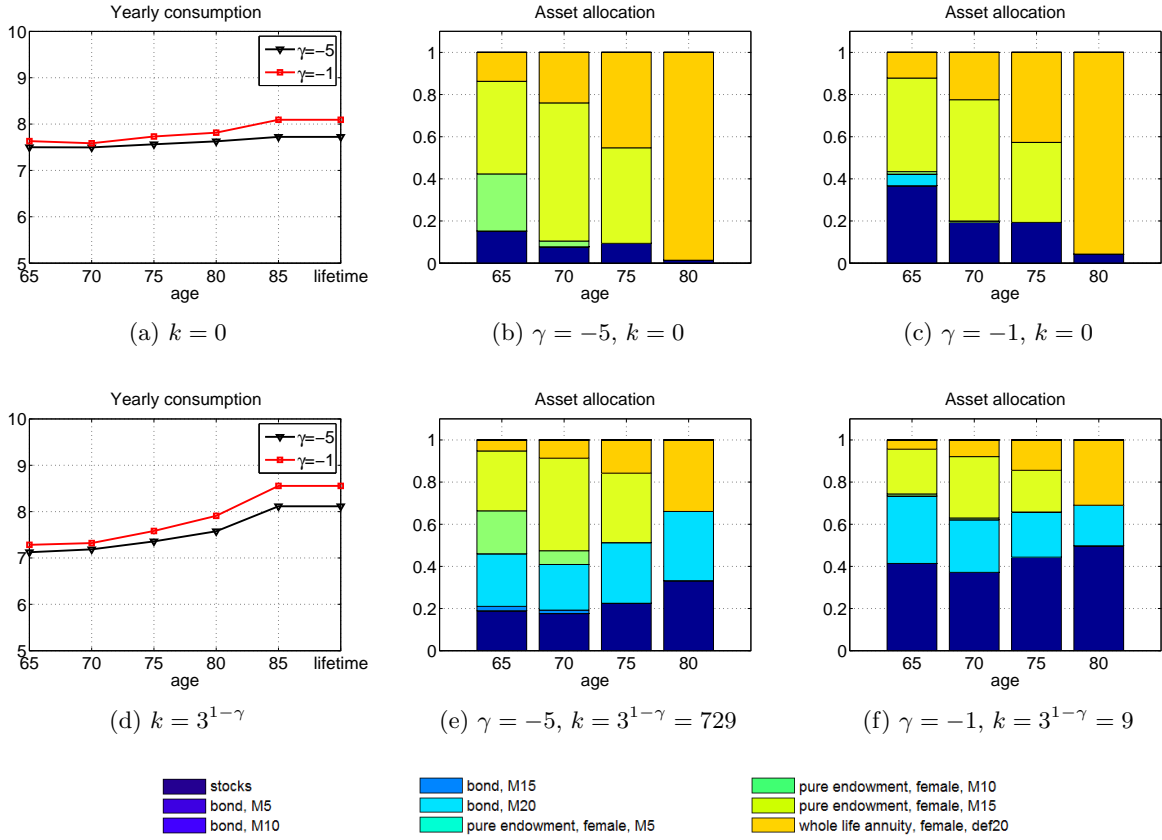 Yearly consumption
10
9
8
7
6
5
65 70 75 80 85 lifetime
age
γ=−5
γ=−1
(a) k = 0
Asset allocation
1
0.8
0.6
0.4
0.2
0
65 70 75 80
age
(b) γ = −5, k = 0
Asset allocation
1
0.8
0.6
0.4
0.2
0
65 70 75 80
age
(c) γ = −1, k = 0
Yearly consumption
10
9
8
7
6
5
65 70 75 80 85 lifetime
age
γ=−5
γ=−1
(d) k = 3^{1−γ}
Asset allocation
1
0.8
0.6
0.4
0.2
0
65 70 75 80
age
(e) γ = −5, k = 3^{1−γ} = 729
Asset allocation
1
0.8
0.6
0.4
0.2
0
65 70 75 80
age
(f) γ = −1, k = 3^{1−γ} = 9
stocks
bond, M5
bond, M10
bond, M15
bond, M20
pure endowment, female, M5
pure endowment, female, M10
pure endowment, female, M15
whole life annuity, female, def20